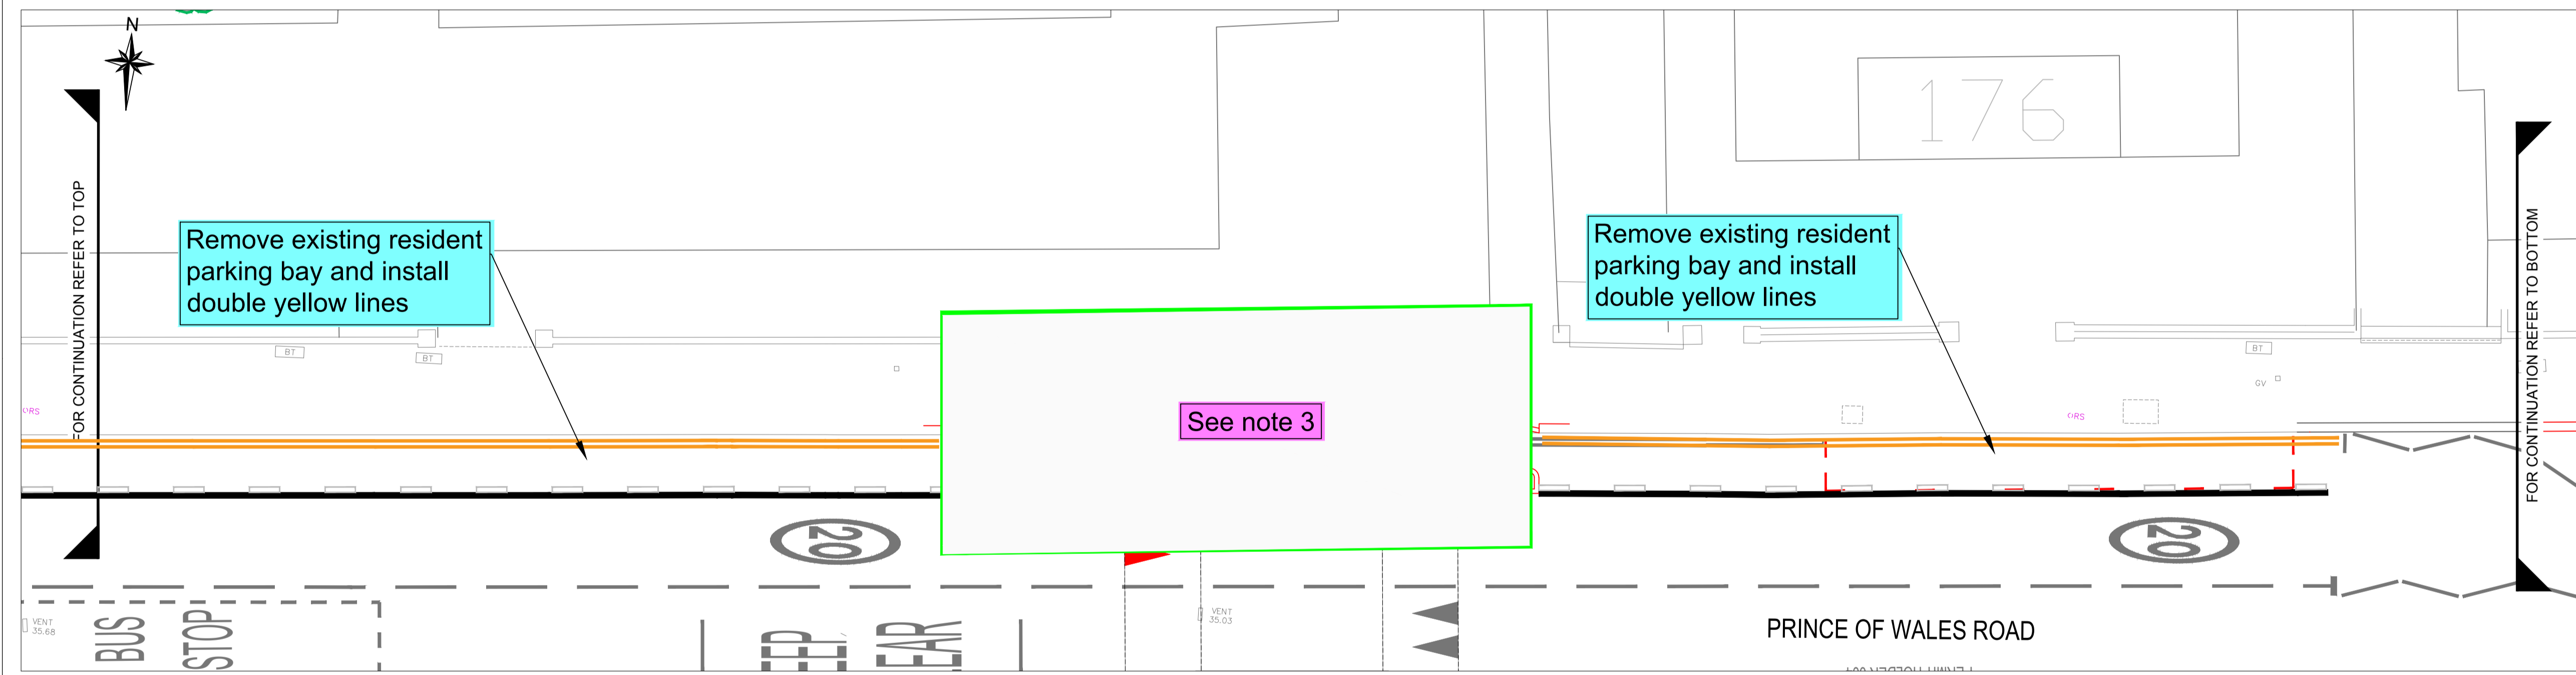 N
176
FOR CONTINUATION REFER TO TOP
Remove existing resident
parking bay and install
double yellow lines
Remove existing resident
parking bay and install
double yellow lines
FOR CONTINUATION REFER TO BOTTOM
BT
BT
BT
GV
RS
RS
See note 3
20
20
BUS
STOP
VENT
35.68
VENT
35.03
PRINCE OF WALES ROAD